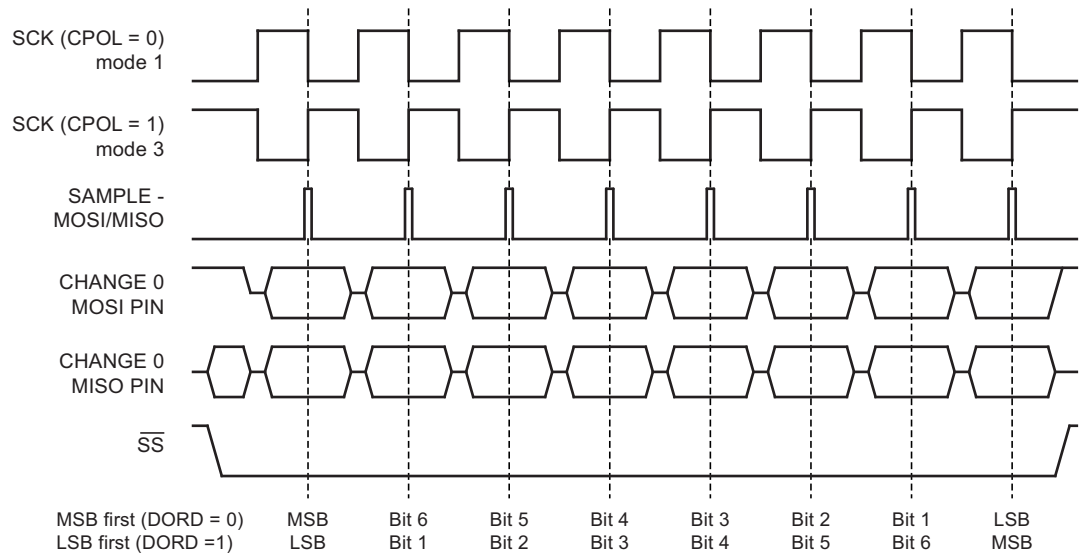 SCK (CPOL = 0)
mode 1
SCK (CPOL = 1)
mode 3
SAMPLE -
MOSI/MISO
CHANGE 0
MOSI PIN
CHANGE 0
MISO PIN
SS
MSB first (DORD = 0) MSB Bit 6 Bit 5 Bit 4 Bit 3 Bit 2 Bit 1 LSB
LSB first (DORD =1) LSB Bit 1 Bit 2 Bit 3 Bit 4 Bit 5 Bit 6 MSB